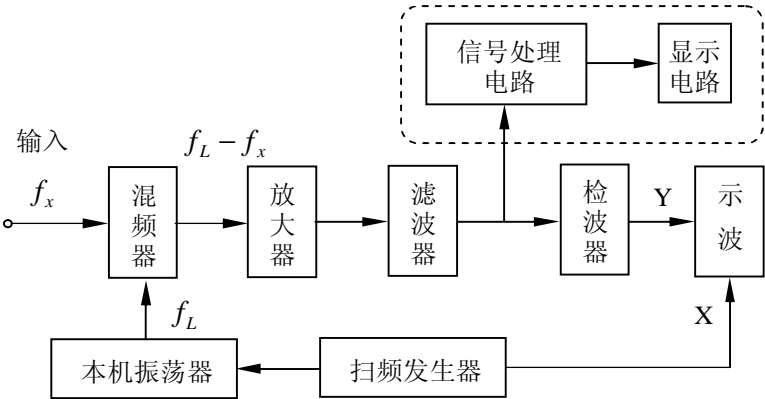 信号处理
电路
显示
电路
输入
f_x
f_L − f_x
混频器
放大器
滤波器
检波器
Y
示波
X
f_L
本机振荡器
扫频发生器